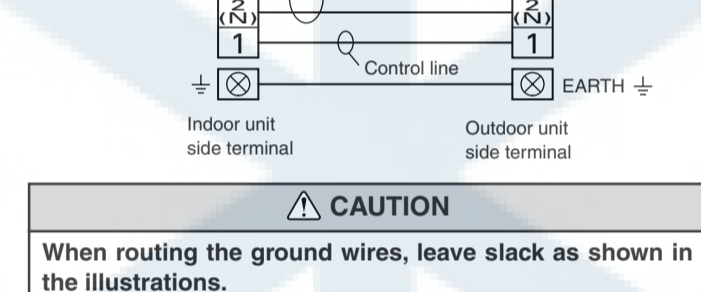 2
(N)
2
(N)
1
1
Control line
EARTH
Indoor unit
side terminal
Outdoor unit
side terminal
CAUTION
When routing the ground wires, leave slack as shown in
the illustrations.